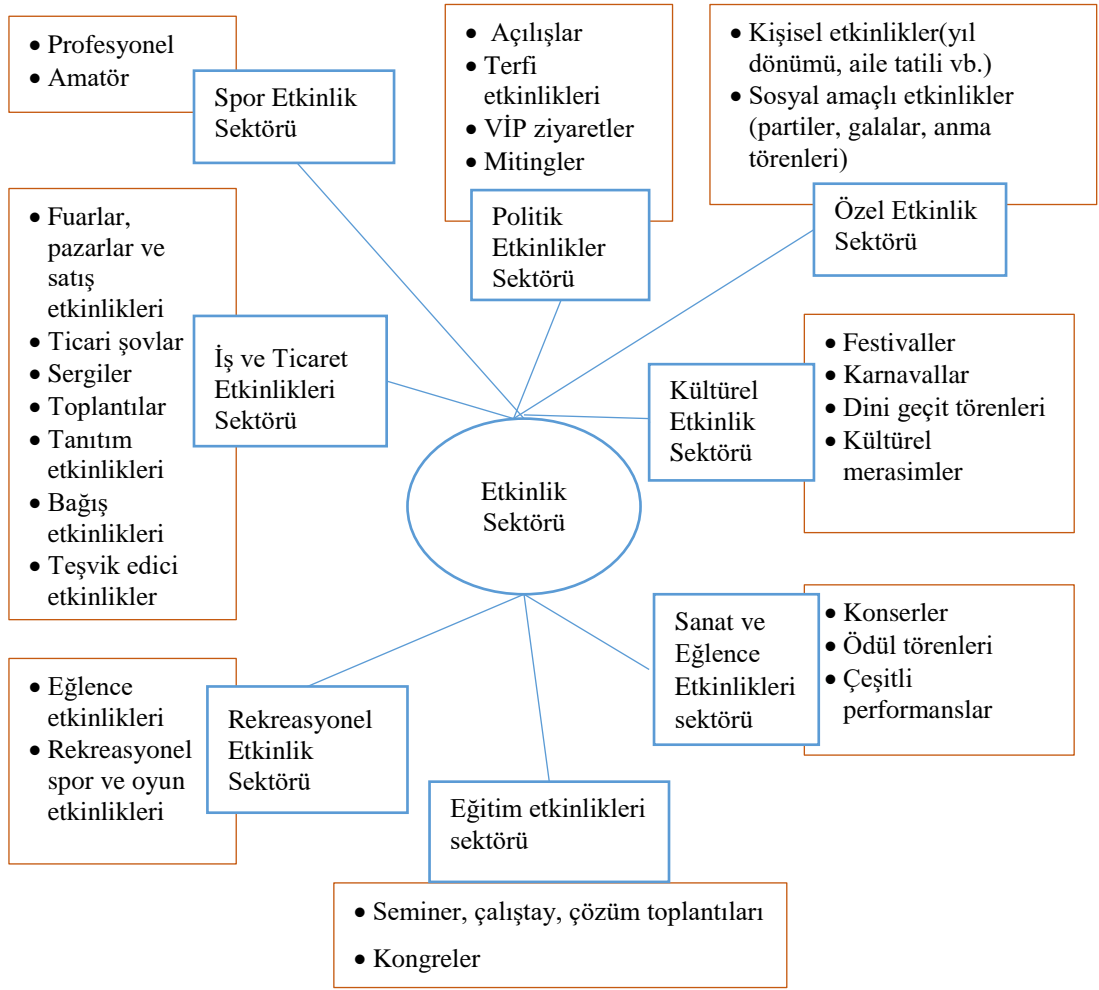 • Profesyonel
• Amatör
Spor Etkinlik
Sektörü
• Açılışlar
• Terfi
etkinlikleri
• VİP ziyaretler
• Mitingler
Politik
Etkinlikler
Sektörü
• Kişisel etkinlikler(yıl
dönümü, aile tatili vb.)
• Sosyal amaçlı etkinlikler
(partiler, galalar, anma
törenleri)
Özel Etkinlik
Sektörü
• Fuarlar,
pazarlar ve
satış
etkinlikleri
• Ticari şovlar
• Sergiler
• Toplantılar
• Tanıtım
etkinlikleri
• Bağış
etkinlikleri
• Teşvik edici
etkinlikler
İş ve Ticaret
Etkinlikleri
Sektörü
Kültürel
Etkinlik
Sektörü
• Festivaller
• Karnavallar
• Dini geçit törenleri
• Kültürel
merasimler
Etkinlik
Sektörü
Sanat ve
Eğlence
Etkinlikleri
sektörü
• Konserler
• Ödül törenleri
• Çeşitli
performanslar
• Eğlence
etkinlikleri
• Rekreasyonel
spor ve oyun
etkinlikleri
Rekreasyonel
Etkinlik
Sektörü
Eğitim etkinlikleri
sektörü
• Seminer, çalıştay, çözüm toplantıları
• Kongreler